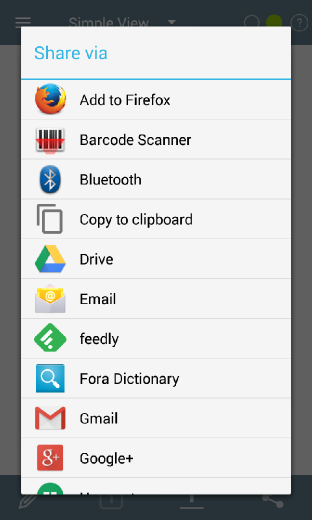 Simple View
?
Share via
Add to Firefox
Barcode Scanner
Bluetooth
Copy to clipboard
Drive
Email
feedly
Fora Dictionary
Gmail
Google+